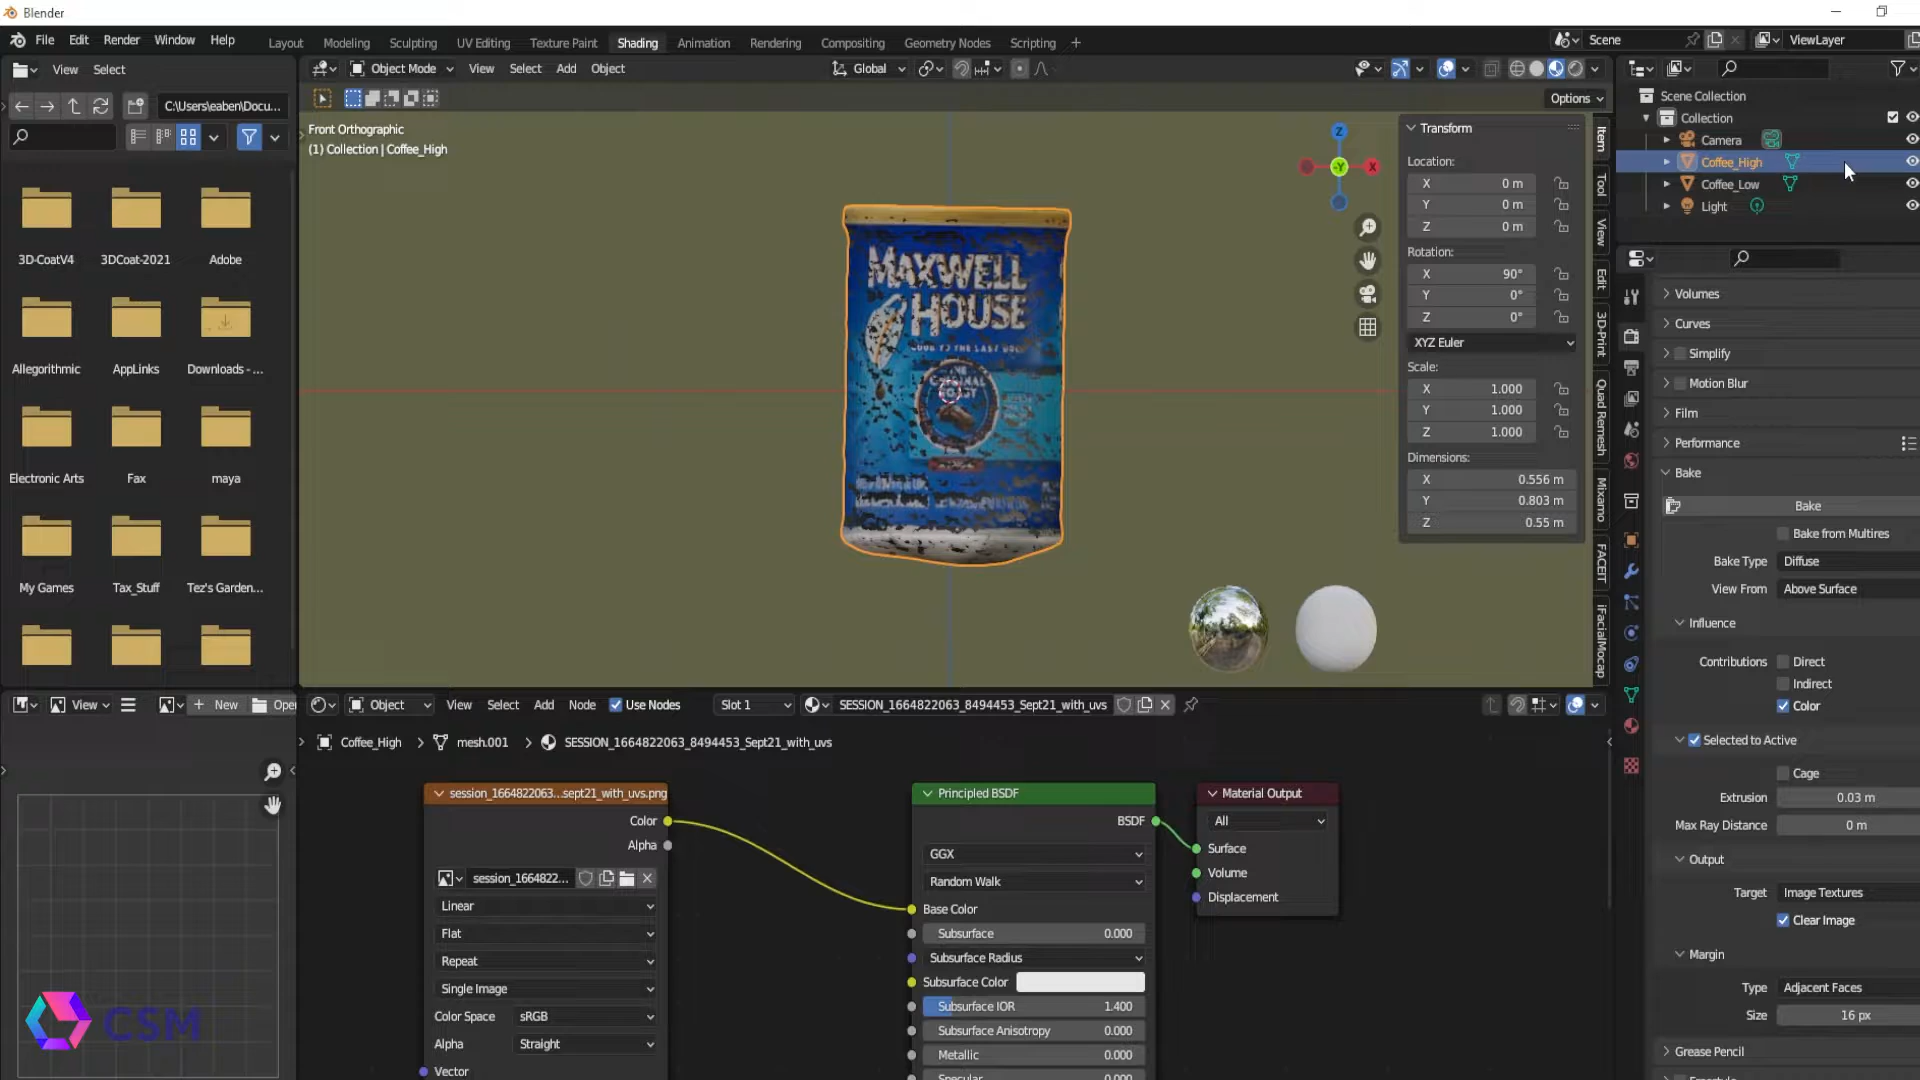 Blender
File Edit Render Window Help
Layout Modeling Sculpting UV Editing Texture Paint Shading Animation Rendering Compositing Geometry Nodes Scripting +
Scene
ViewLayer
View Select
Object Mode View Select Add Object
Global
C:\Users\eaben\Docu...
Options
3D-CoatV4 3DCoat-2021 Adobe
Allegorithmic AppLinks Downloads - ...
Electronic Arts Fax maya
My Games Tax_Stuff Tez's Garden...
Front Orthographic
(1) Collection | Coffee_High
MAXWELL
HOUSE
Z
X
-Y
Transform
Location:
X 0 m
Y 0 m
Z 0 m
Rotation:
X 90°
Y 0°
Z 0°
XYZ Euler
Scale:
X 1.000
Y 1.000
Z 1.000
Dimensions:
X 0.556 m
Y 0.803 m
Z 0.55 m
Item
Tool
View
Edit
3D-Print
Quad Remesh
Mixamo
FACEIT
iFacialMocap
Scene Collection
Collection
Camera
Coffee_High
Coffee_Low
Light
Volumes
Curves
Simplify
Motion Blur
Film
Performance
Bake
Bake
Bake from Multires
Bake Type Diffuse
View From Above Surface
Influence
Contributions Direct
Indirect
Color
Selected to Active
Cage
Extrusion 0.03 m
Max Ray Distance 0 m
Output
Target Image Textures
Clear Image
Margin
Type Adjacent Faces
Size 16 px
Grease Pencil
View
New
Open
Object View Select Add Node Use Nodes Slot 1 SESSION_1664822063_8494453_Sept21_with_uvs
Coffee_High mesh.001 SESSION_1664822063_8494453_Sept21_with_uvs
session_1664822063...sept21_with_uvs.png
Color
Alpha
session_1664822...
Linear
Flat
Repeat
Single Image
Color Space sRGB
Alpha Straight
Vector
Principled BSDF
BSDF
GGX
Random Walk
Base Color
Subsurface 0.000
Subsurface Radius
Subsurface Color
Subsurface IOR 1.400
Subsurface Anisotropy 0.000
Metallic 0.000
Specular
Material Output
All
Surface
Volume
Displacement
CSM